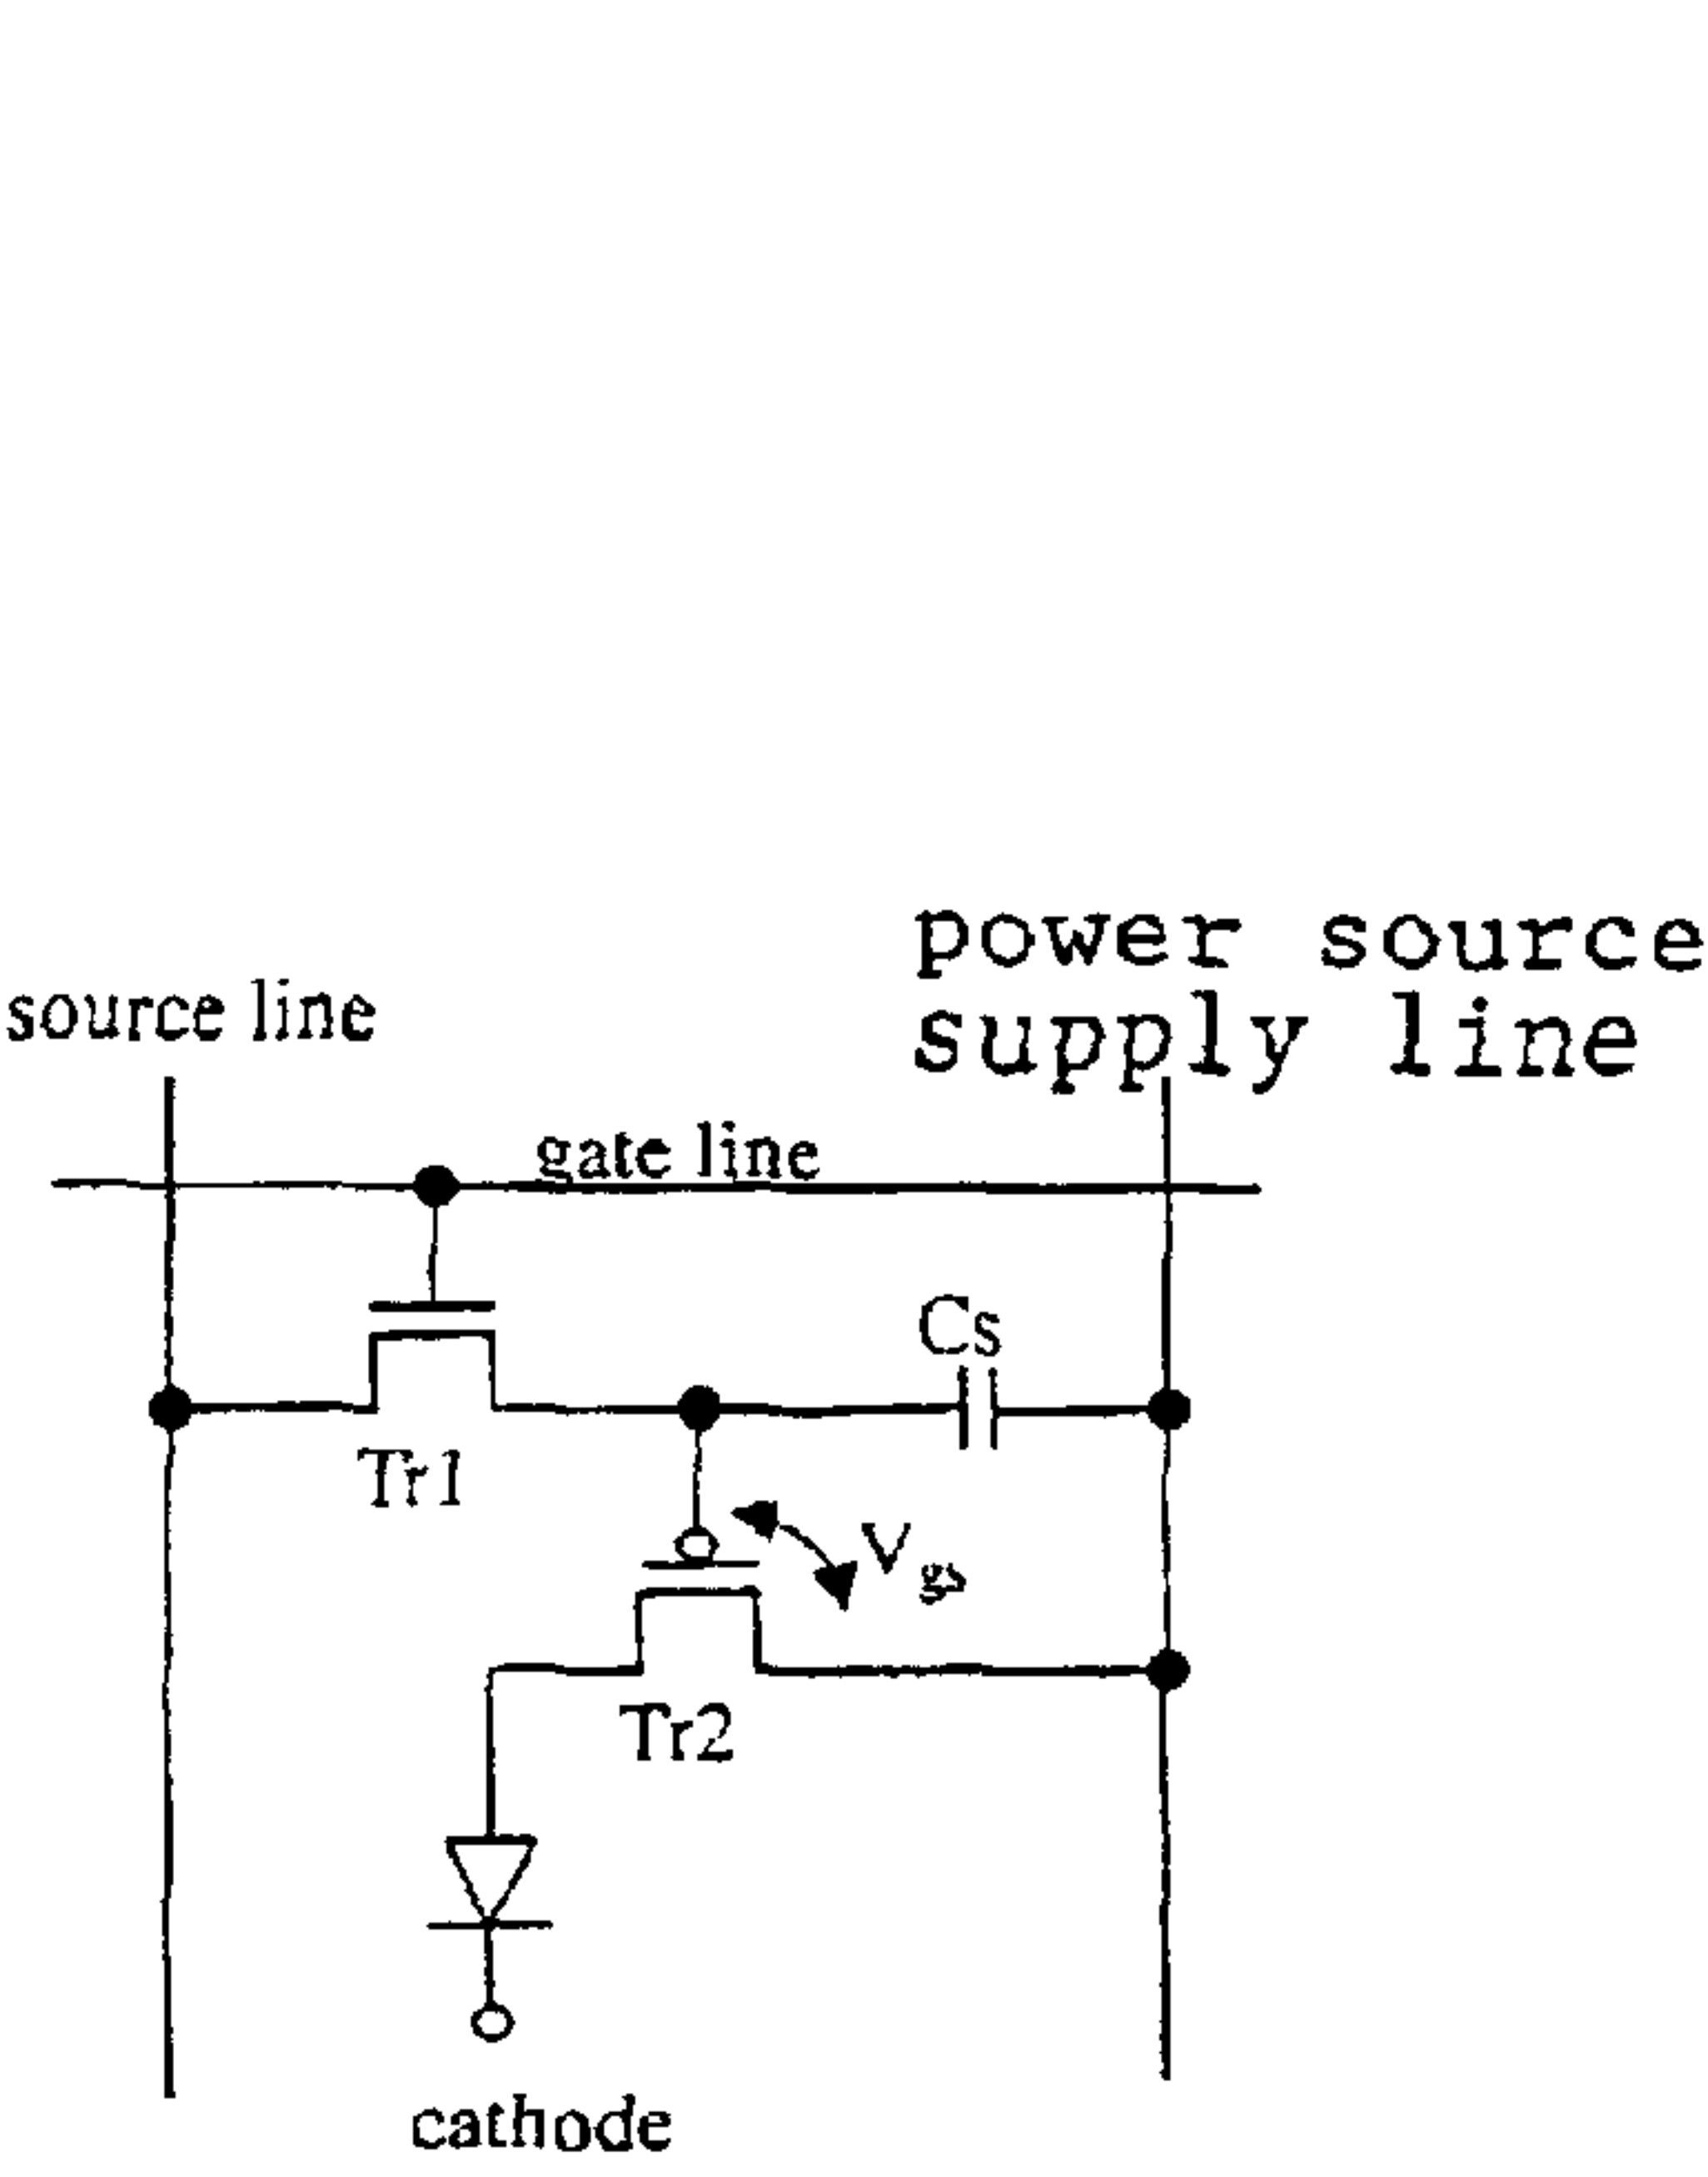 power source
supply line
source line
gate line
Cs
Tr1
Vgs
Tr2
cathode